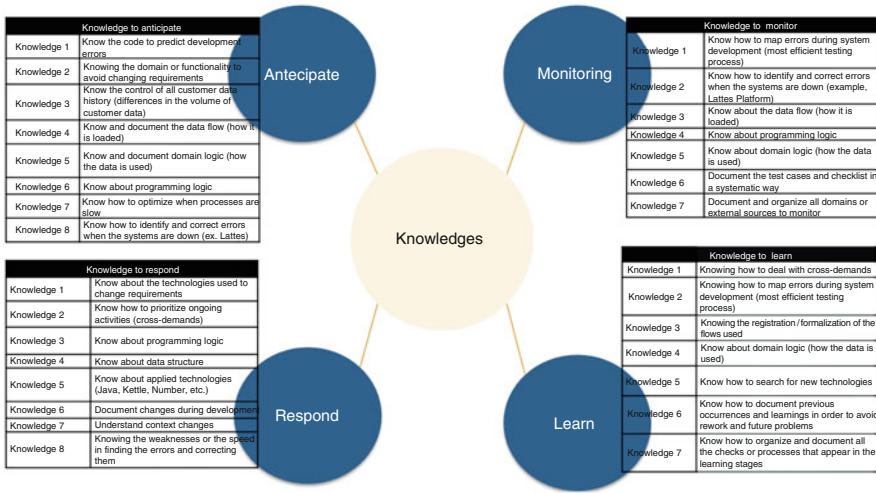 Knowledge to anticipate
Knowledge 1
Know the code to predict development
errors
Knowledge 2
Knowing the domain or functionality to
avoid changing requirements
Knowledge 3
Know the control of all customer data
history (differences in the volume of
customer data)
Knowledge 4
Know and document the data flow (how it
is loaded)
Knowledge 5
Know and document domain logic (how
the data is used)
Knowledge 6
Know about programming logic
Knowledge 7
Know how to optimize when processes are
slow
Knowledge 8
Know how to identify and correct errors
when the systems are down (ex. Lattes)
Antecipate
Monitoring
Knowledge to monitor
Knowledge 1
Know how to map errors during system
development (most efficient testing
process)
Knowledge 2
Know how to identify and correct errors
when the systems are down (example,
Lattes Platform)
Knowledge 3
Know about the data flow (how it is
loaded)
Knowledge 4
Know about programming logic
Knowledge 5
Know about domain logic (how the data
is used)
Knowledge 6
Document the test cases and checklist in
a systematic way
Knowledge 7
Document and organize all domains or
external sources to monitor
Knowledges
Knowledge to respond
Knowledge 1
Know about the technologies used to
change requirements
Knowledge 2
Know how to prioritize ongoing
activities (cross-demands)
Knowledge 3
Know about programming logic
Knowledge 4
Know about data structure
Knowledge 5
Know about applied technologies
(Java, Kettle, Number, etc.)
Knowledge 6
Document changes during development
Knowledge 7
Understand context changes
Knowledge 8
Knowing the weaknesses or the speed
in finding the errors and correcting
them
Respond
Learn
Knowledge to learn
Knowledge 1
Knowing how to deal with cross-demands
Knowledge 2
Knowing how to map errors during system
development (most efficient testing
process)
Knowledge 3
Knowing the registration/formalization of the
flows used
Knowledge 4
Know about domain logic (how the data is
used)
Knowledge 5
Know how to search for new technologies
Knowledge 6
Know how to document previous
occurrences and learnings in order to avoid
rework and future problems
Knowledge 7
Know how to organize and document all
the checks or processes that appear in the
learning stages